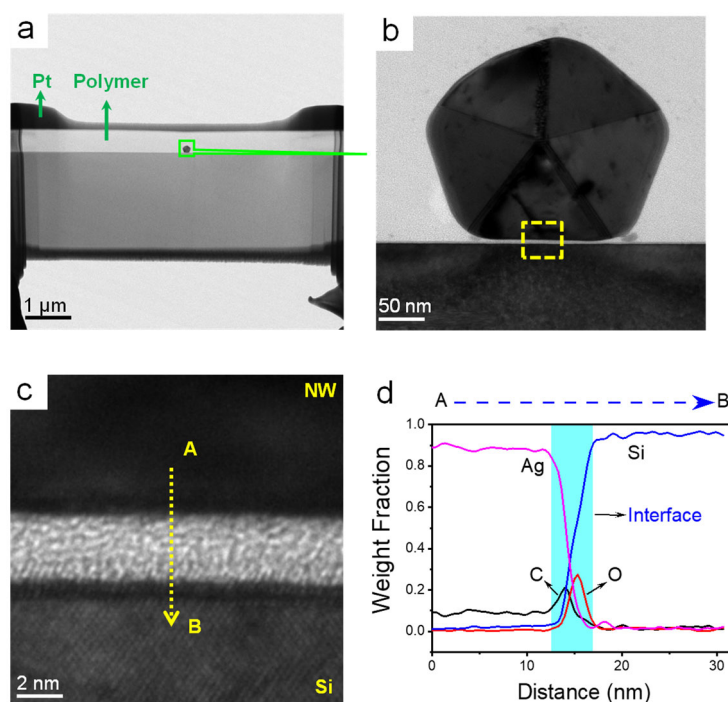 a
Pt
Polymer
1 μm
b
50 nm
c
NW
A
B
2 nm
Si
d
A
B
1.0
0.8
0.6
0.4
0.2
0.0
Weight Fraction
Ag
Si
Interface
C
O
0
10
20
30
Distance (nm)